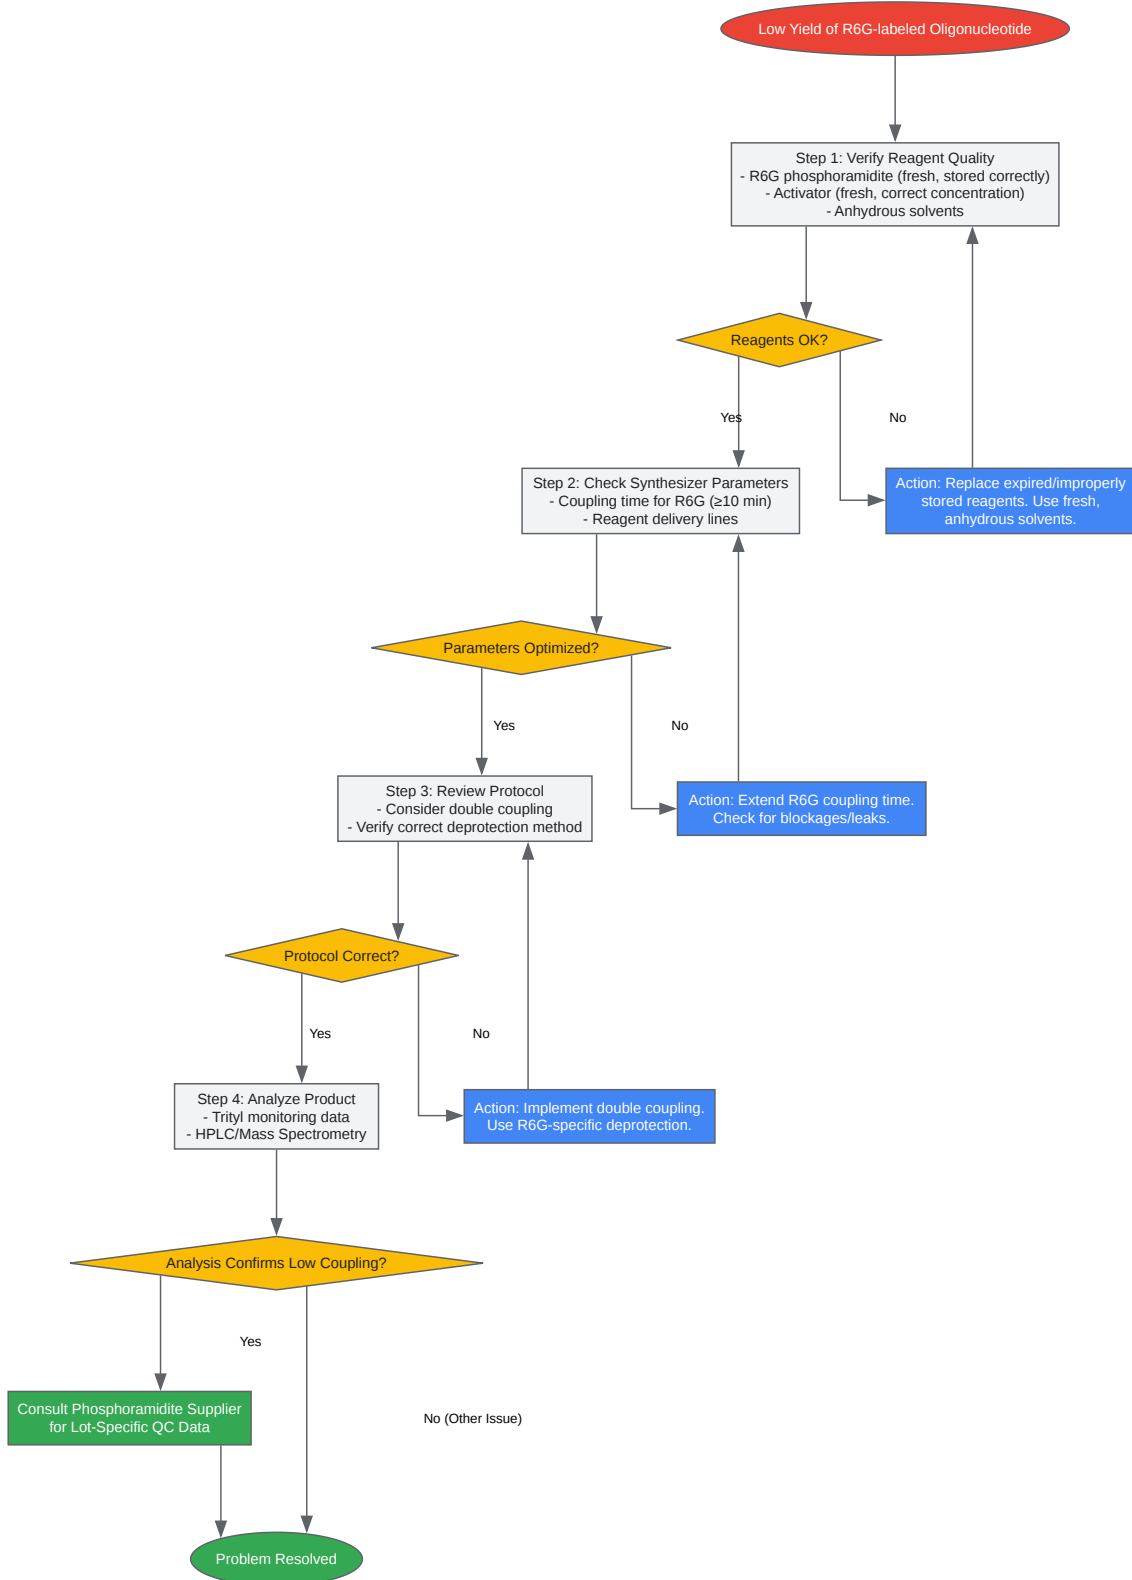 Low Yield of R6G-labeled Oligonucleotide
Step 1: Verify Reagent Quality
- R6G phosphoramidite (fresh, stored correctly)
- Activator (fresh, correct concentration)
- Anhydrous solvents
Reagents OK?
Yes
No
Step 2: Check Synthesizer Parameters
- Coupling time for R6G (≥10 min)
- Reagent delivery lines
Action: Replace expired/improperly
stored reagents. Use fresh,
anhydrous solvents.
Parameters Optimized?
Yes
No
Step 3: Review Protocol
- Consider double coupling
- Verify correct deprotection method
Action: Extend R6G coupling time.
Check for blockages/leaks.
Protocol Correct?
Yes
No
Step 4: Analyze Product
- Trityl monitoring data
- HPLC/Mass Spectrometry
Action: Implement double coupling.
Use R6G-specific deprotection.
Analysis Confirms Low Coupling?
Yes
Consult Phosphoramidite Supplier
for Lot-Specific QC Data
No (Other Issue)
Problem Resolved